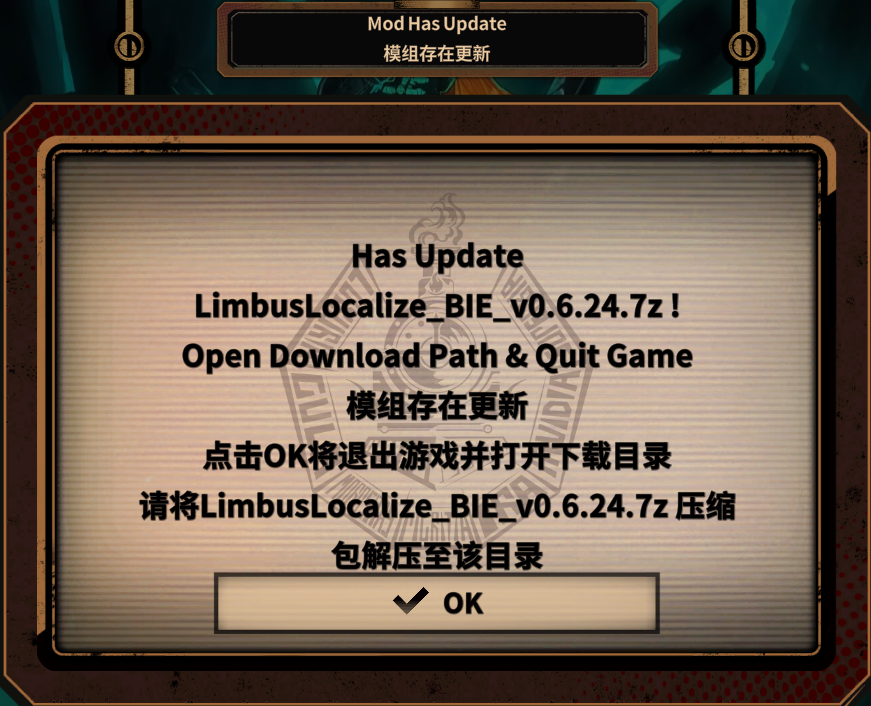 Mod Has Update
模组存在更新
Has Update
LimbusLocalize_BIE_v0.6.24.7z !
Open Download Path & Quit Game
模组存在更新
点击OK将退出游戏并打开下载目录
请将LimbusLocalize_BIE_v0.6.24.7z 压缩
包解压至该目录
OK